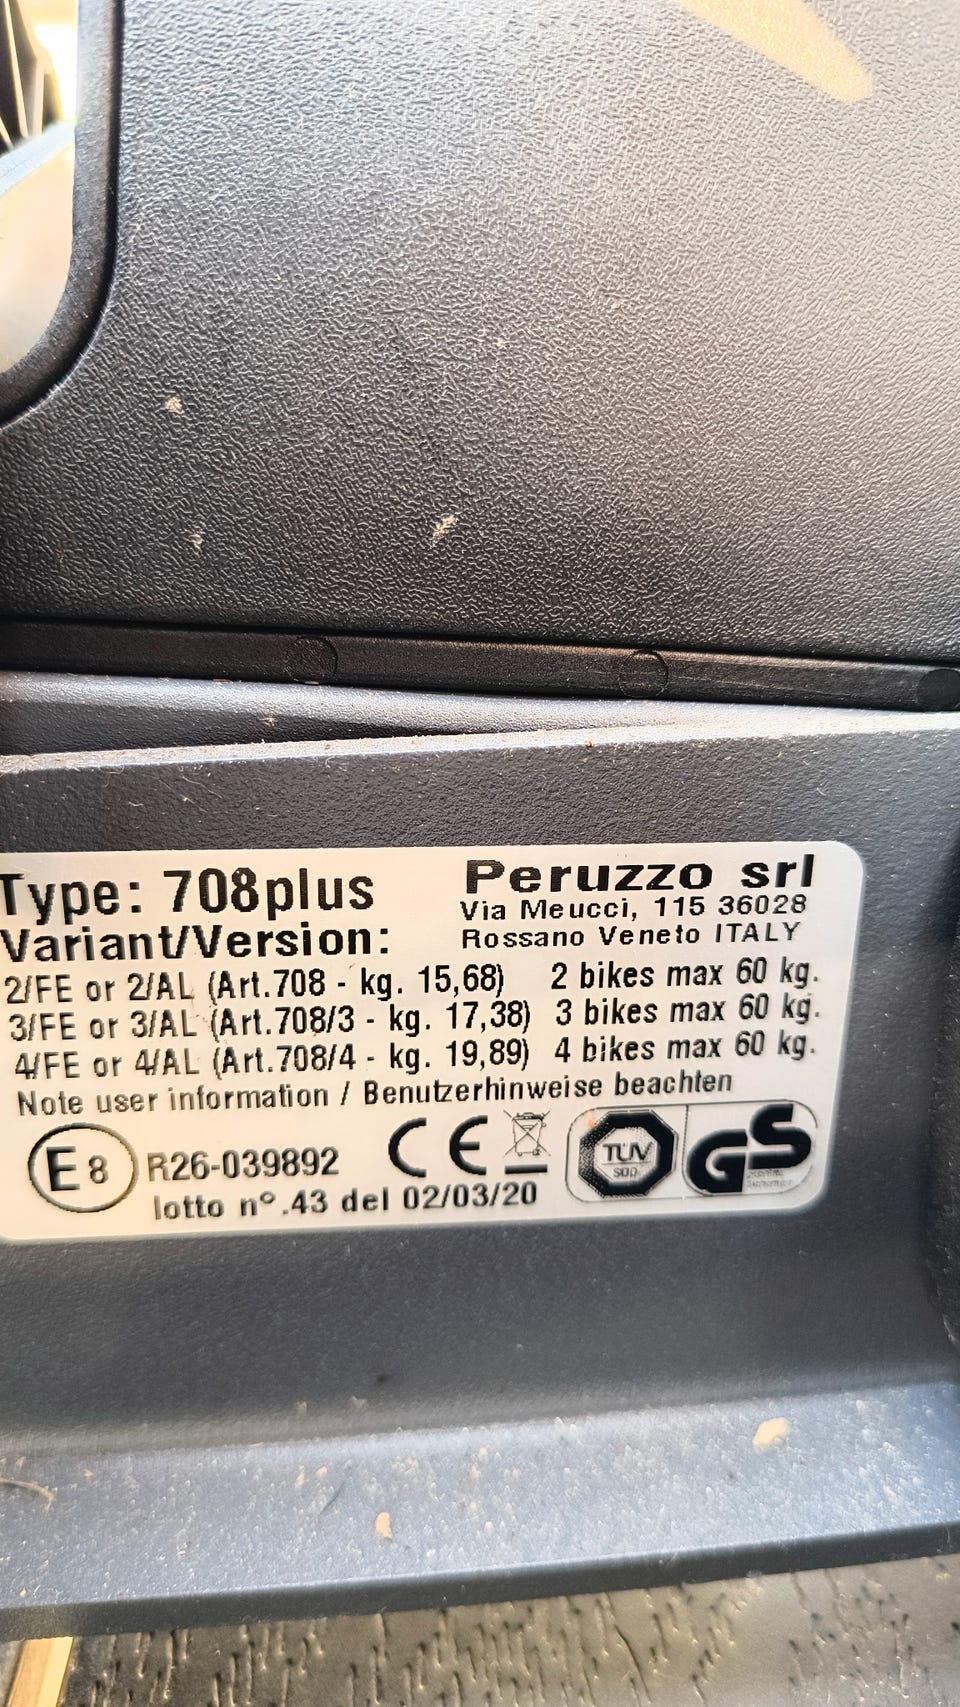 Type: 708plus
Variant/Version:
Peruzzo srl
Via Meucci, 115 36028
Rossano Veneto ITALY
2/FE or 2/AL (Art.708 - kg. 15,68) 2 bikes max 60 kg.
3/FE or 3/AL (Art.708/3 - kg. 17,38) 3 bikes max 60 kg.
4/FE or 4/AL (Art.708/4 - kg. 19,89) 4 bikes max 60 kg.
Note user information / Benutzerhinweise beachten
E8 R26-039892 CE
lotto n°.43 del 02/03/20
TÜV
GS